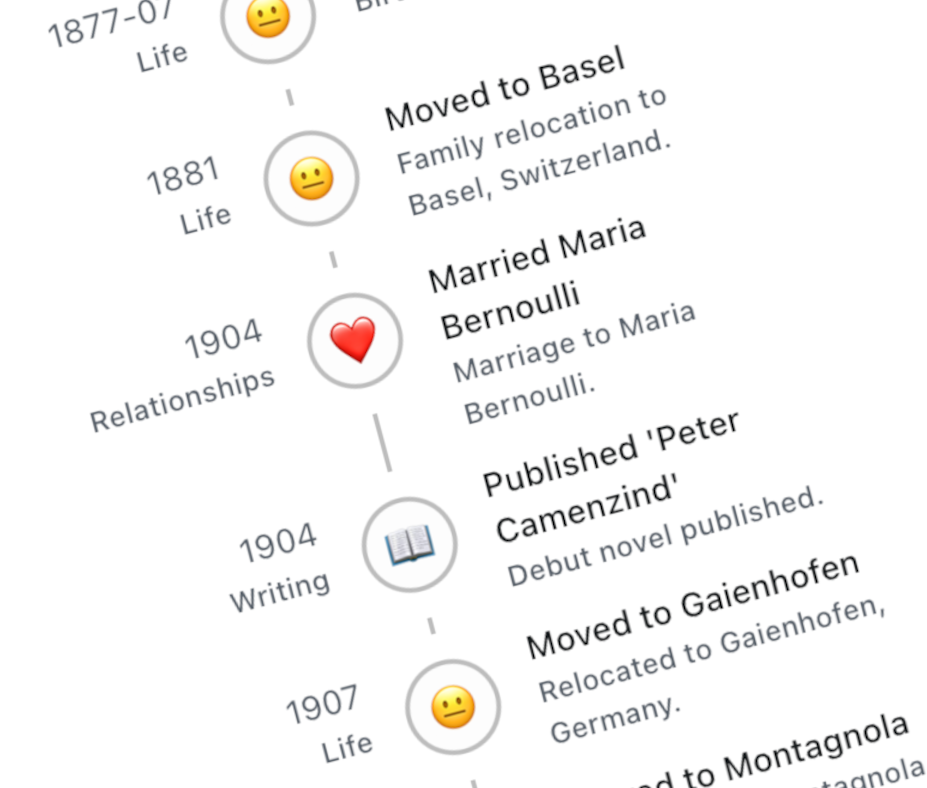 1877-07
Life
1881
Life
Moved to Basel
Family relocation to
Basel, Switzerland.
1904
Relationships
Married Maria
Bernoulli
Marriage to Maria
Bernoulli.
1904
Writing
Published 'Peter
Camenzind'
Debut novel published.
1907
Life
Moved to Gaienhofen
Relocated to Gaienhofen,
Germany.
to Montagnola